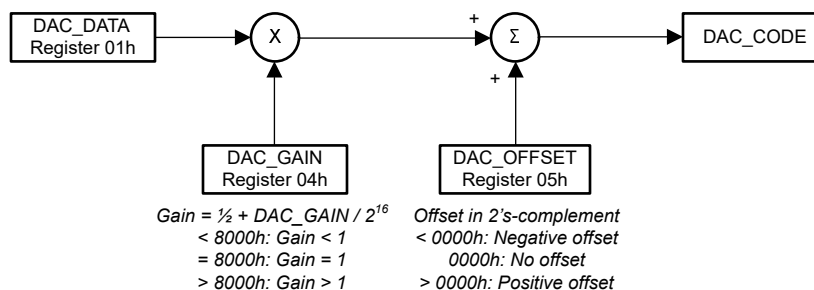 DAC_DATA
Register 01h
X
+
Σ
+
DAC_CODE
DAC_GAIN
Register 04h
DAC_OFFSET
Register 05h
Gain = ½ + DAC_GAIN / 2¹⁶
< 8000h: Gain < 1
= 8000h: Gain = 1
> 8000h: Gain > 1
Offset in 2's-complement
< 0000h: Negative offset
0000h: No offset
> 0000h: Positive offset